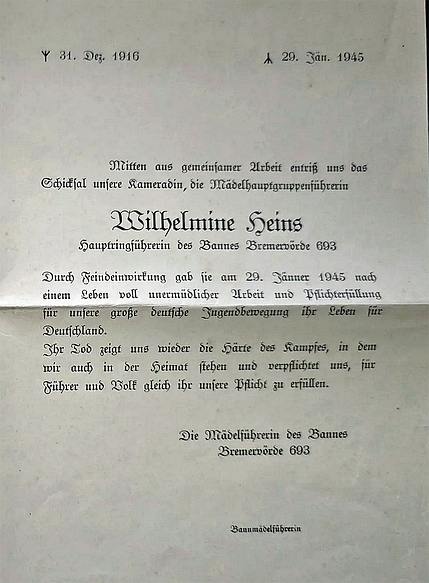 ᛉ 31. Dez. 1916 ᛦ 29. Jän. 1945
Mitten aus gemeinsamer Arbeit entriß uns das
Schicksal unsere Kameradin, die Mädelhauptgruppenführerin
Wilhelmine Heins
Hauptringführerin des Bannes Bremervörde 693
Durch Feindeinwirkung gab sie am 29. Jänner 1945 nach
einem Leben voll unermüdlicher Arbeit und Pflichterfüllung
für unsere große deutsche Jugendbewegung ihr Leben für
Deutschland.
Ihr Tod zeigt uns wieder die Härte des Kampfes, in dem
wir auch in der Heimat stehen und verpflichtet uns, für
Führer und Volk gleich ihr unsere Pflicht zu erfüllen.
Die Mädelführerin des Bannes
Bremervörde 693
Bannmädelführerin